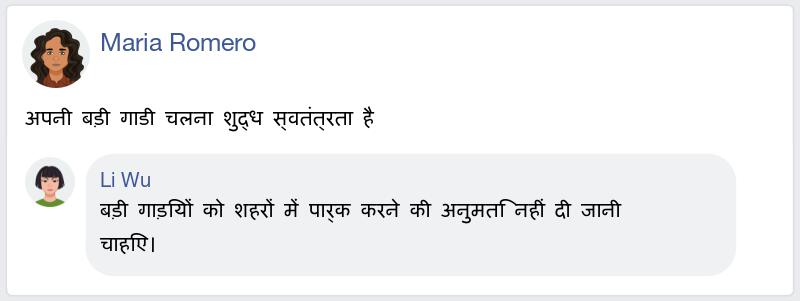 Maria Romero
अपनी बड़ी गाडी चलना शुद्ध स्वतंत्रता है
Li Wu
बड़ी गाड़ियों को शहरों में पार्क करने की अनुमति नहीं दी जानी
चाहिए।